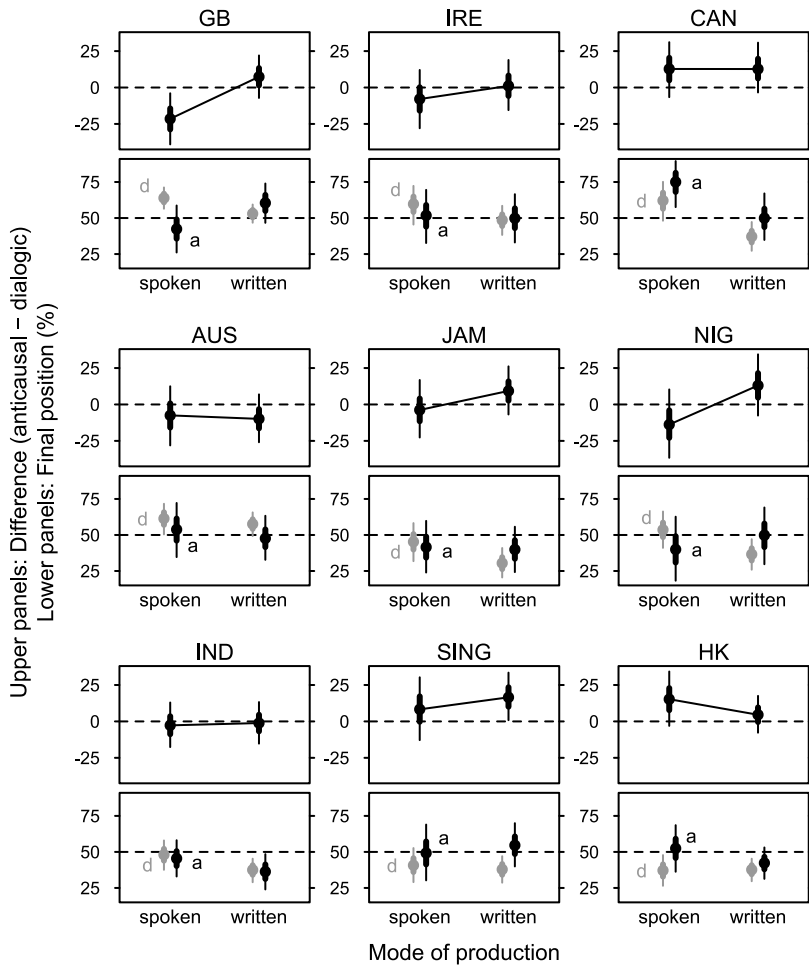 Upper panels: Difference (anticausal − dialogic)
Lower panels: Final position (%)
GB IRE CAN
25 25 25
0 0 0
-25 -25 -25
75 d 75 d 75 d a
50 50 50
25 a 25 a 25
spoken written spoken written spoken written
AUS JAM NIG
25 25 25
0 0 0
-25 -25 -25
75 75 75
50 d a 50 d a 50 d a
25 25 25
spoken written spoken written spoken written
IND SING HK
25 25 25
0 0 0
-25 -25 -25
75 75 75
50 d a 50 d a 50 d a
25 25 25
spoken written spoken written spoken written
Mode of production